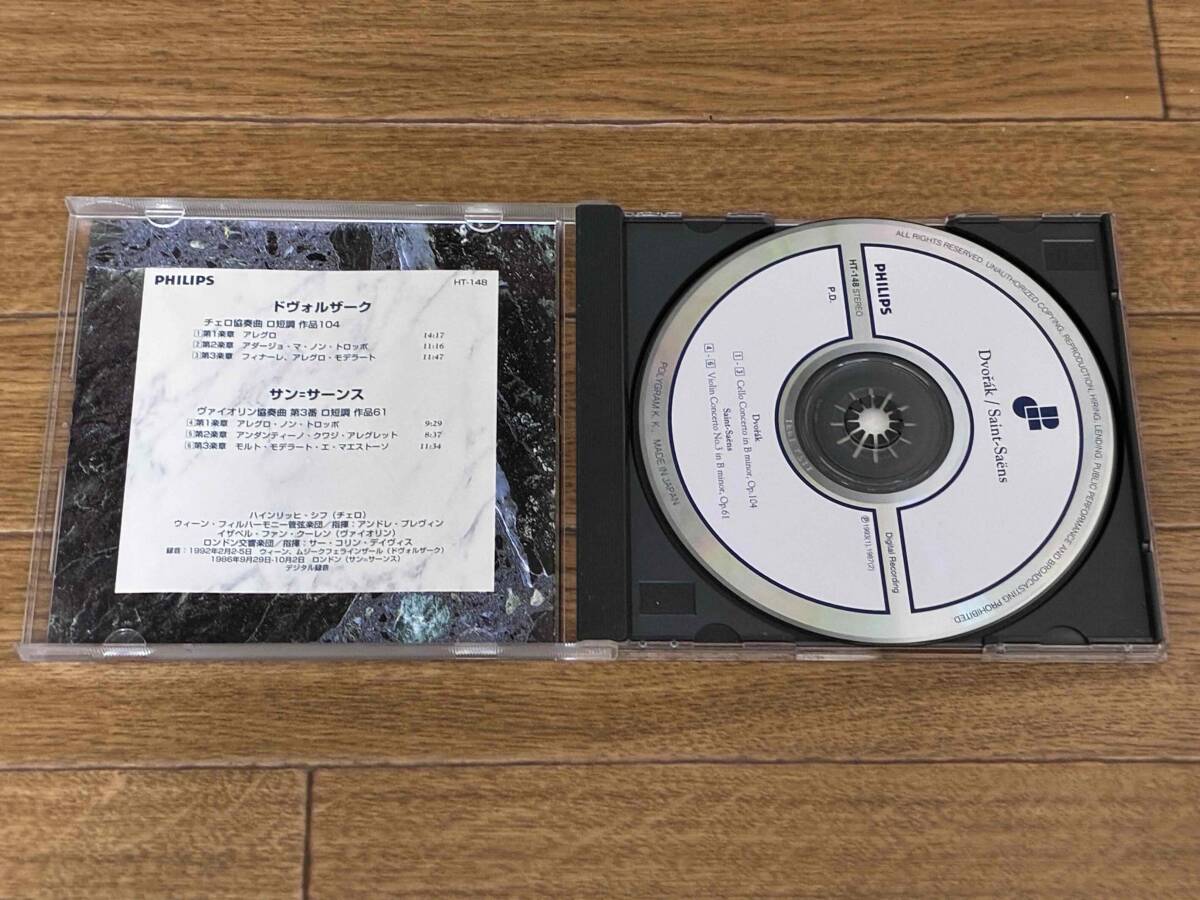 PHILIPS
HT-148
ドヴォルザーク
チェロ協奏曲 ロ短調 作品104
1 第1楽章 アレグロ 14:17
2 第2楽章 アダージョ・マ・ノン・トロッポ 11:16
3 第3楽章 フィナーレ、アレグロ・モデラート 11:47
サン=サーンス
ヴァイオリン協奏曲 第3番 ロ短調 作品61
4 第1楽章 アレグロ・ノン・トロッポ 9:29
5 第2楽章 アンダンティーノ・クワジ・アレグレット 8:37
6 第3楽章 モルト・モデラート・エ・マエストーソ 11:34
ハインリッヒ・シフ (チェロ)
ウィーン・フィルハーモニー管弦楽団/指揮:アンドレ・プレヴィン
イザベル・ファン・クーレン (ヴァイオリン)
ロンドン交響楽団/指揮:サー・コリン・デイヴィス
録音:1992年2月2-5日 ウィーン、ムジークフェラインザール (ドヴォルザーク)
1986年9月29日-10月2日 ロンドン (サン=サーンス)
デジタル録音
Dvořák / Saint-Saëns
PHILIPS
HT-148 STEREO
P.D.
Dvořák
1 - 3 Cello Concerto in B minor, Op.104
Saint-Saëns
4 - 6 Violin Concerto No.3 in B minor, Op.61
Digital Recording
℗1993(1),1987(2)
ALL RIGHTS RESERVED. UNAUTHORIZED COPYING, REPRODUCTION, HIRING, LENDING, PUBLIC PERFORMANCE AND BROADCASTING PROHIBITED.
POLYGRAM K. K., MADE IN JAPAN